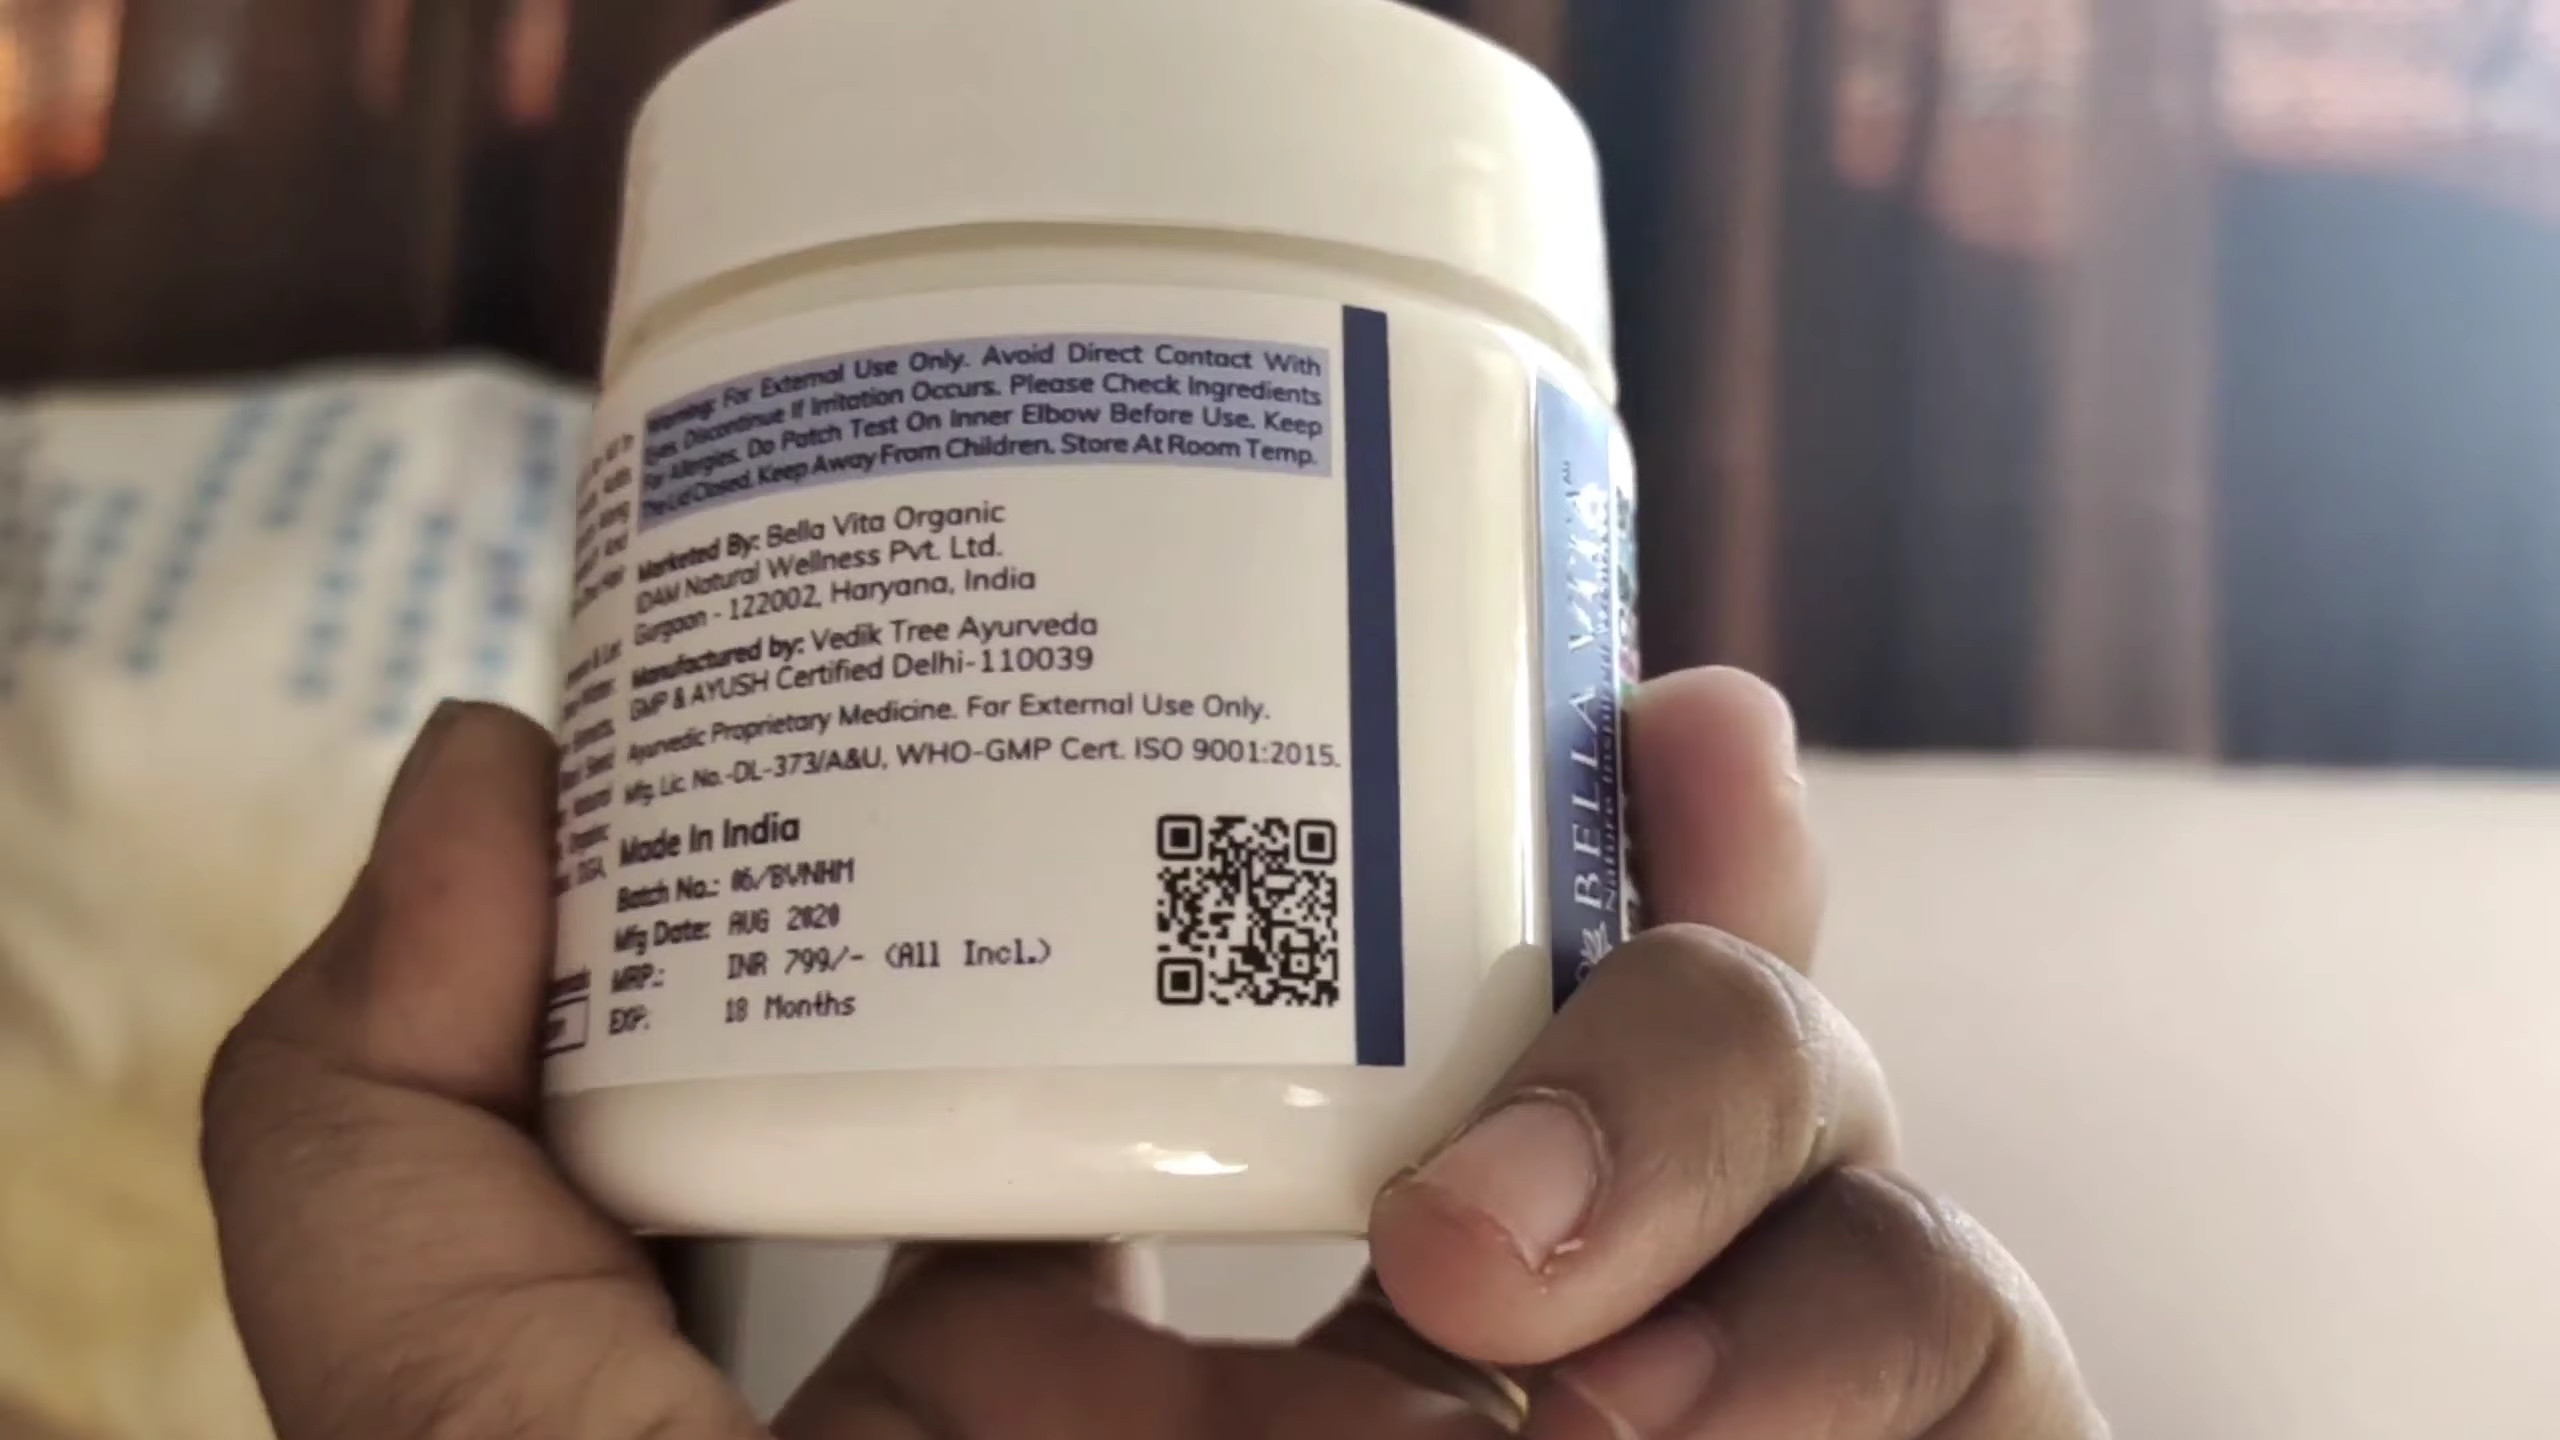 Warning: For External Use Only. Avoid Direct Contact With
Eyes. Discontinue If Irritation Occurs. Please Check Ingredients
For Allergies. Do Patch Test On Inner Elbow Before Use. Keep
The Lid Closed. Keep Away From Children. Store At Room Temp.
Marketed By: Bella Vita Organic
IDAM Natural Wellness Pvt. Ltd.
Gurgaon - 122002, Haryana, India
Manufactured by: Vedik Tree Ayurveda
GMP & AYUSH Certified Delhi-110039
Ayurvedic Proprietary Medicine. For External Use Only.
Mfg. Lic. No.-DL-373/A&U, WHO-GMP Cert. ISO 9001:2015.
Made In India
Batch No.: 06/BVNHM
Mfg Date: AUG 2020
MRP.: INR 799/- (All Incl.)
EXP: 18 Months
BELLA VITA
Nature Inspired